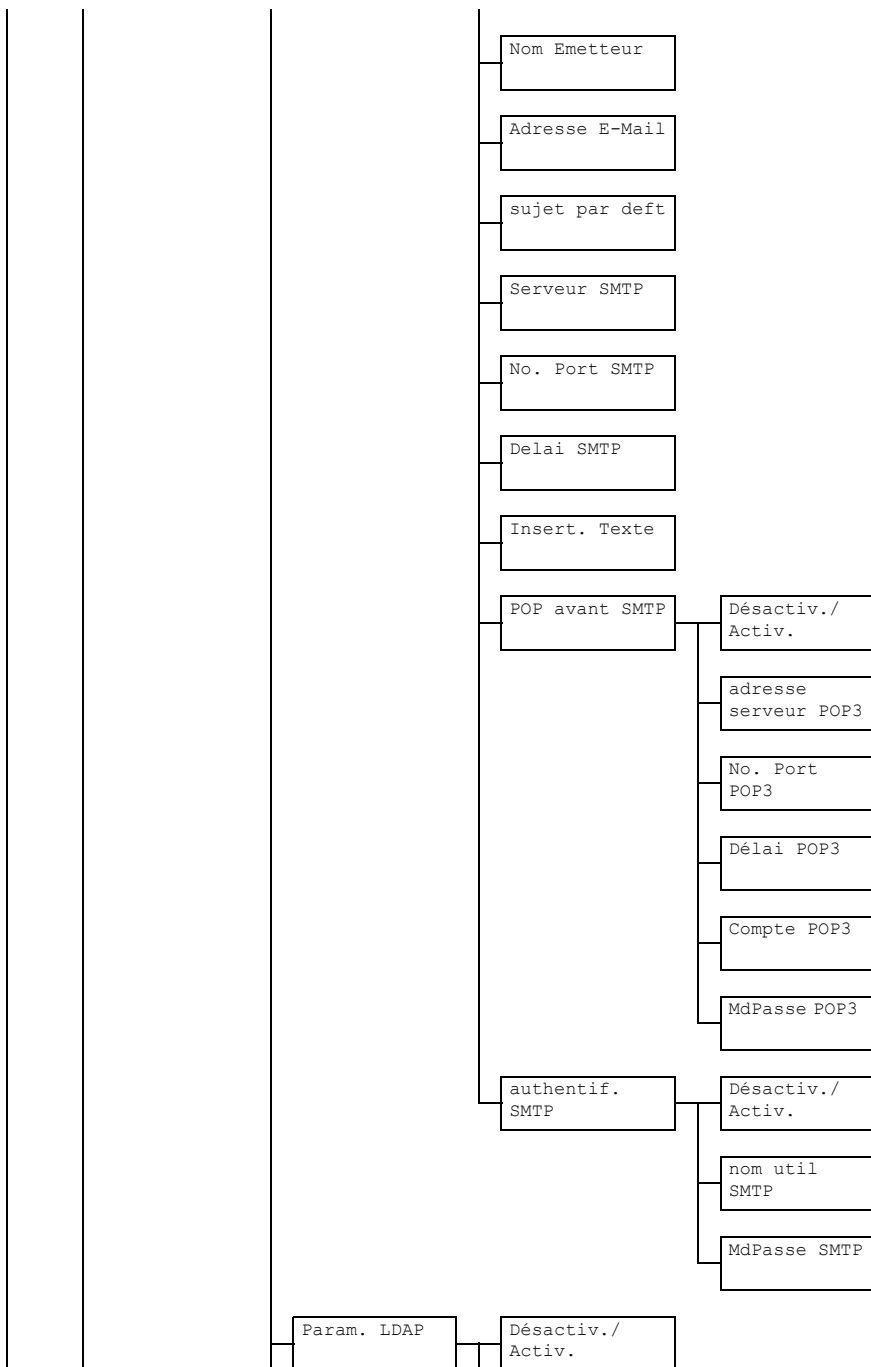 Nom Emetteur
Adresse E-Mail
sujet par deft
Serveur SMTP
No. Port SMTP
Delai SMTP
Insert. Texte
POP avant SMTP
Désactiv./
Activ.
adresse
serveur POP3
No. Port
POP3
Délai POP3
Compte POP3
MdPasse POP3
authentif.
SMTP
Désactiv./
Activ.
nom util
SMTP
MdPasse SMTP
Param. LDAP
Désactiv./
Activ.